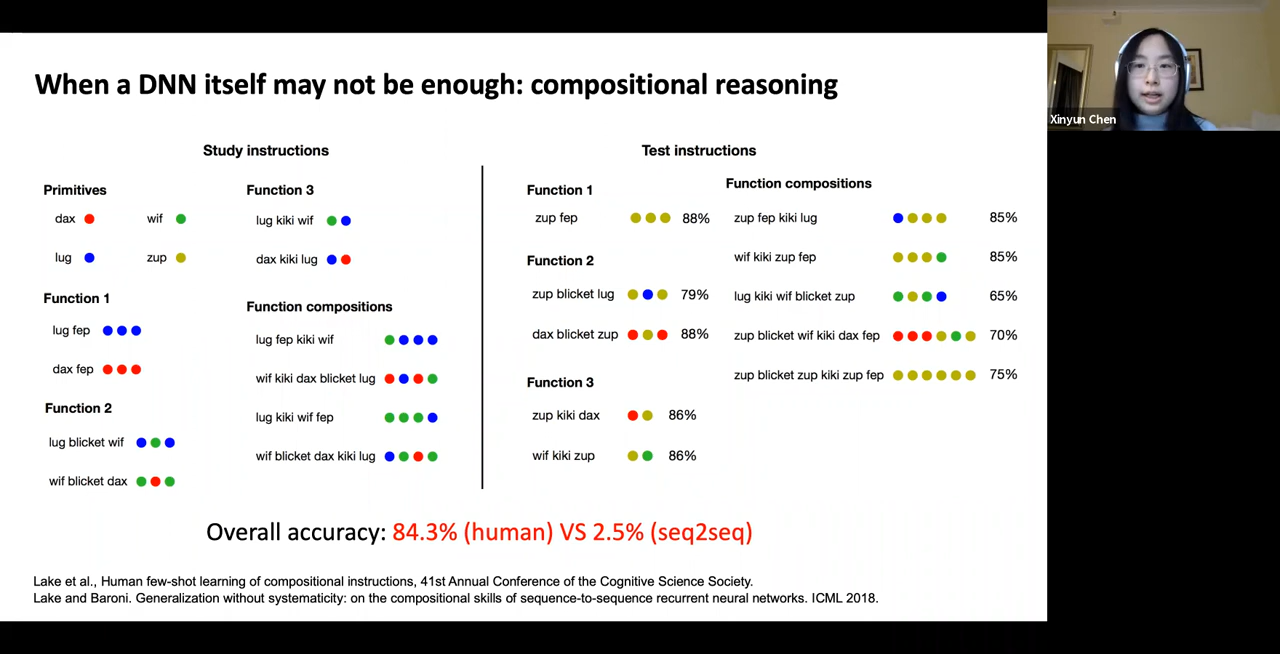 When a DNN itself may not be enough: compositional reasoning
Xinyun Chen
Study instructions
Primitives
dax
wif
lug
zup
Function 1
lug fep
dax fep
Function 2
lug blicket wif
wif blicket dax
Function 3
lug kiki wif
dax kiki lug
Function compositions
lug fep kiki wif
wif kiki dax blicket lug
lug kiki wif fep
wif blicket dax kiki lug
Test instructions
Function 1
zup fep 88%
Function 2
zup blicket lug 79%
dax blicket zup 88%
Function 3
zup kiki dax 86%
wif kiki zup 86%
Function compositions
zup fep kiki lug 85%
wif kiki zup fep 85%
lug kiki wif blicket zup 65%
zup blicket wif kiki dax fep 70%
zup blicket zup kiki zup fep 75%
Overall accuracy: 84.3% (human) VS 2.5% (seq2seq)
Lake et al., Human few-shot learning of compositional instructions, 41st Annual Conference of the Cognitive Science Society.
Lake and Baroni. Generalization without systematicity: on the compositional skills of sequence-to-sequence recurrent neural networks. ICML 2018.